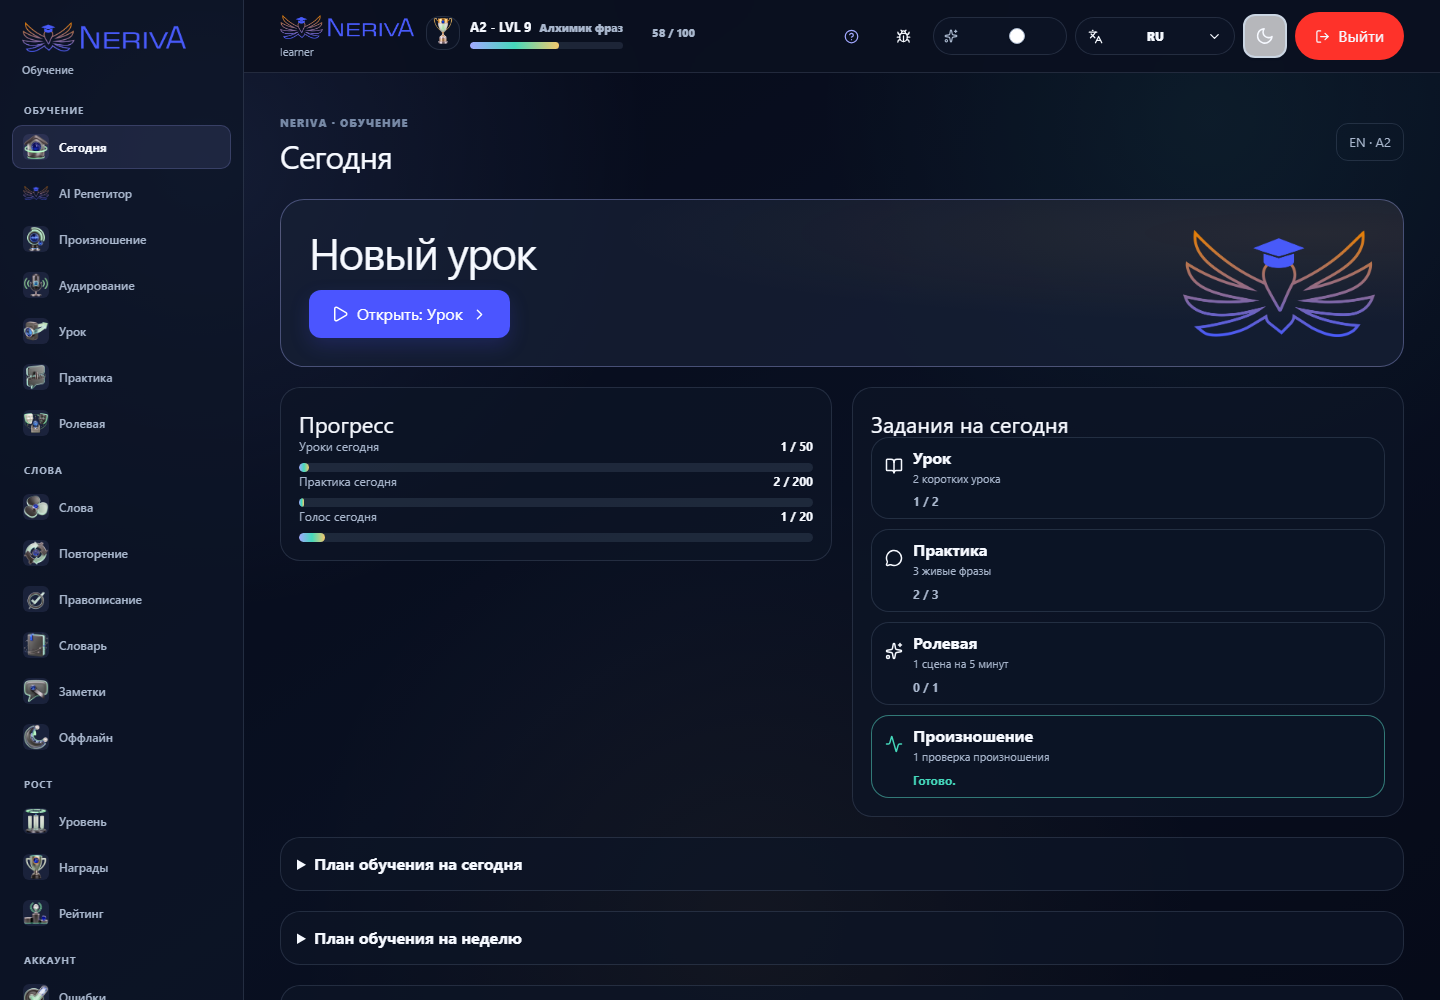 NERIVA
Обучение
ОБУЧЕНИЕ
Сегодня
AI Репетитор
Произношение
Аудирование
Урок
Практика
Ролевая
СЛОВА
Слова
Повторение
Правописание
Словарь
Заметки
Оффлайн
РОСТ
Уровень
Награды
Рейтинг
АККАУНТ
Ошибки
NERIVA
learner
A2 - LVL 9 Алхимик фраз
58 / 100
RU
Выйти
NERIVA · ОБУЧЕНИЕ
Сегодня
EN · A2
Новый урок
Открыть: Урок
Прогресс
Уроки сегодня 1 / 50
Практика сегодня 2 / 200
Голос сегодня 1 / 20
Задания на сегодня
Урок
2 коротких урока
1 / 2
Практика
3 живые фразы
2 / 3
Ролевая
1 сцена на 5 минут
0 / 1
Произношение
1 проверка произношения
Готово.
План обучения на сегодня
План обучения на неделю